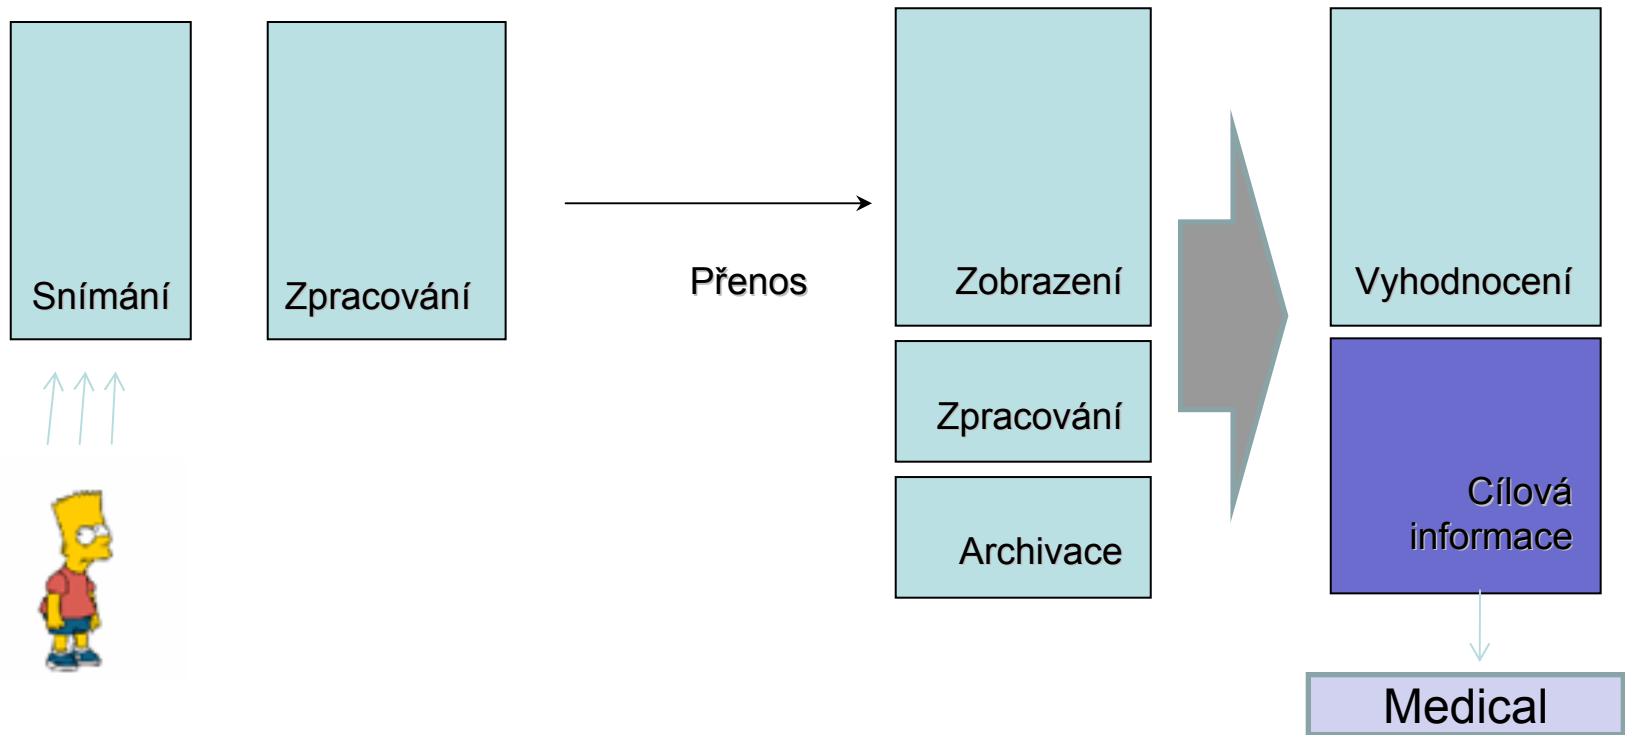 Snímání
Zpracování
Přenos
Zobrazení
Vyhodnocení
Zpracování
Archivace
Cílová
informace
Medical